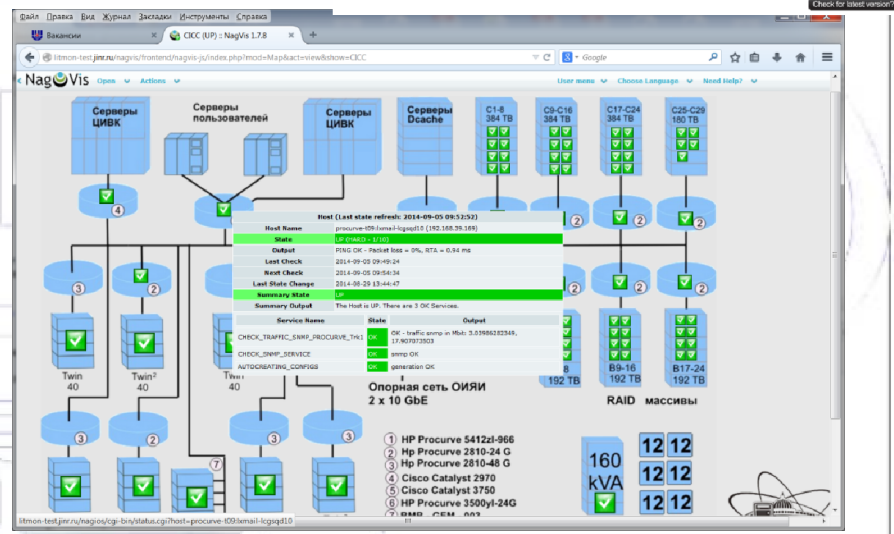 Check for latest version?
Файл Правка Вид Журнал Закладки Инструменты Справка
Вакансии × CICC (UP) :: NagVis 1.7.8 × +
litmon-test.jinr.ru/nagvis/frontend/nagvis-js/index.php?mod=Map&act=view&show=CICC
Google
NagVis Open Actions User menu Choose Language Need Help?
Серверы ЦИВК
Серверы пользователей
Серверы ЦИВК
Серверы Dcache
C1-8 384 TB
C9-C16 384 TB
C17-C24 384 TB
C25-C29 180 TB
4
2
2
2
Host (Last state refresh: 2014-09-05 09:52:52)
Host Name procurve-t09:lxmail-lcgsqd10 (192.168.39.169)
State UP (HARD - 1/10)
Output PING OK - Packet loss = 0%, RTA = 0.94 ms
Last Check 2014-09-05 09:49:24
Next Check 2014-09-05 09:54:34
Last State Change 2014-08-29 13:44:47
Summary State UP
Summary Output The Host is UP. There are 3 OK Services.
Service Name State Output
CHECK_TRAFFIC_SNMP_PROCURVE_Trk1 OK OK - traffic snmp in Mbit: 3.03986282349,
17.907073503
CHECK_SNMP_SERVICE OK snmp OK
AUTOCREATING_CONFIGS OK generation OK
3
2
2
2
2
Twin 40
Twin² 40
Twin 40
8
192 TB
B9-16
192 TB
B17-24
192 TB
Опорная сеть ОИЯИ
2 x 10 GbE
RAID массивы
3
2
3
3
7
1 HP Procurve 5412zl-966
2 Hp Procurve 2810-24 G
3 Hp Procurve 2810-48 G
4 Cisco Catalyst 2970
5 Cisco Catalyst 3750
6 HP Procurve 3500yl-24G
160 kVA
12 12
12 12
12 12
litmon-test.jinr.ru/nagios/cgi-bin/status.cgi?host=procurve-t09:lxmail-lcgsqd10